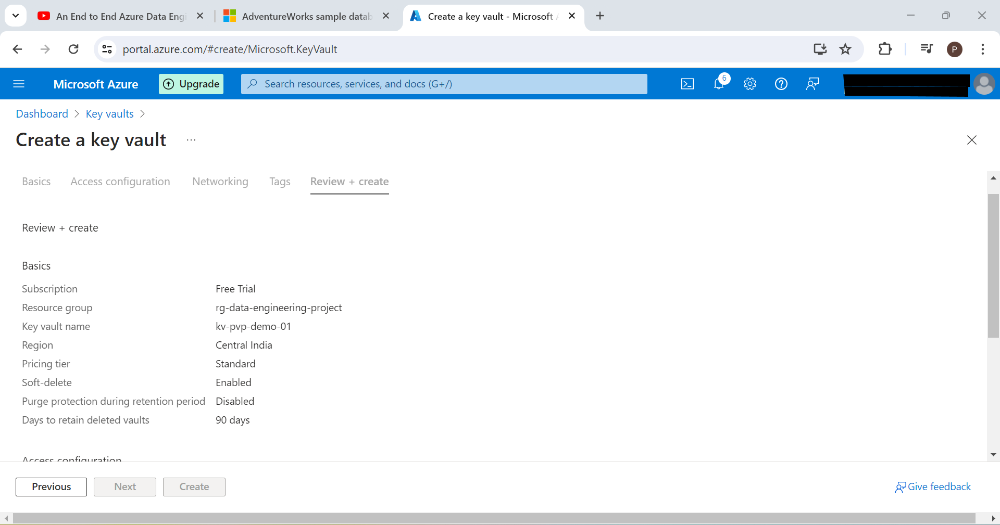 An End to End Azure Data Engi
AdventureWorks sample datab
Create a key vault - Microsoft A
portal.azure.com/#create/Microsoft.KeyVault
P
Microsoft Azure
Upgrade
Search resources, services, and docs (G+/)
6
Dashboard > Key vaults >
Create a key vault ...
Basics Access configuration Networking Tags Review + create
Review + create
Basics
Subscription Free Trial
Resource group rg-data-engineering-project
Key vault name kv-pvp-demo-01
Region Central India
Pricing tier Standard
Soft-delete Enabled
Purge protection during retention period Disabled
Days to retain deleted vaults 90 days
Access configuration
Previous Next Create
Give feedback